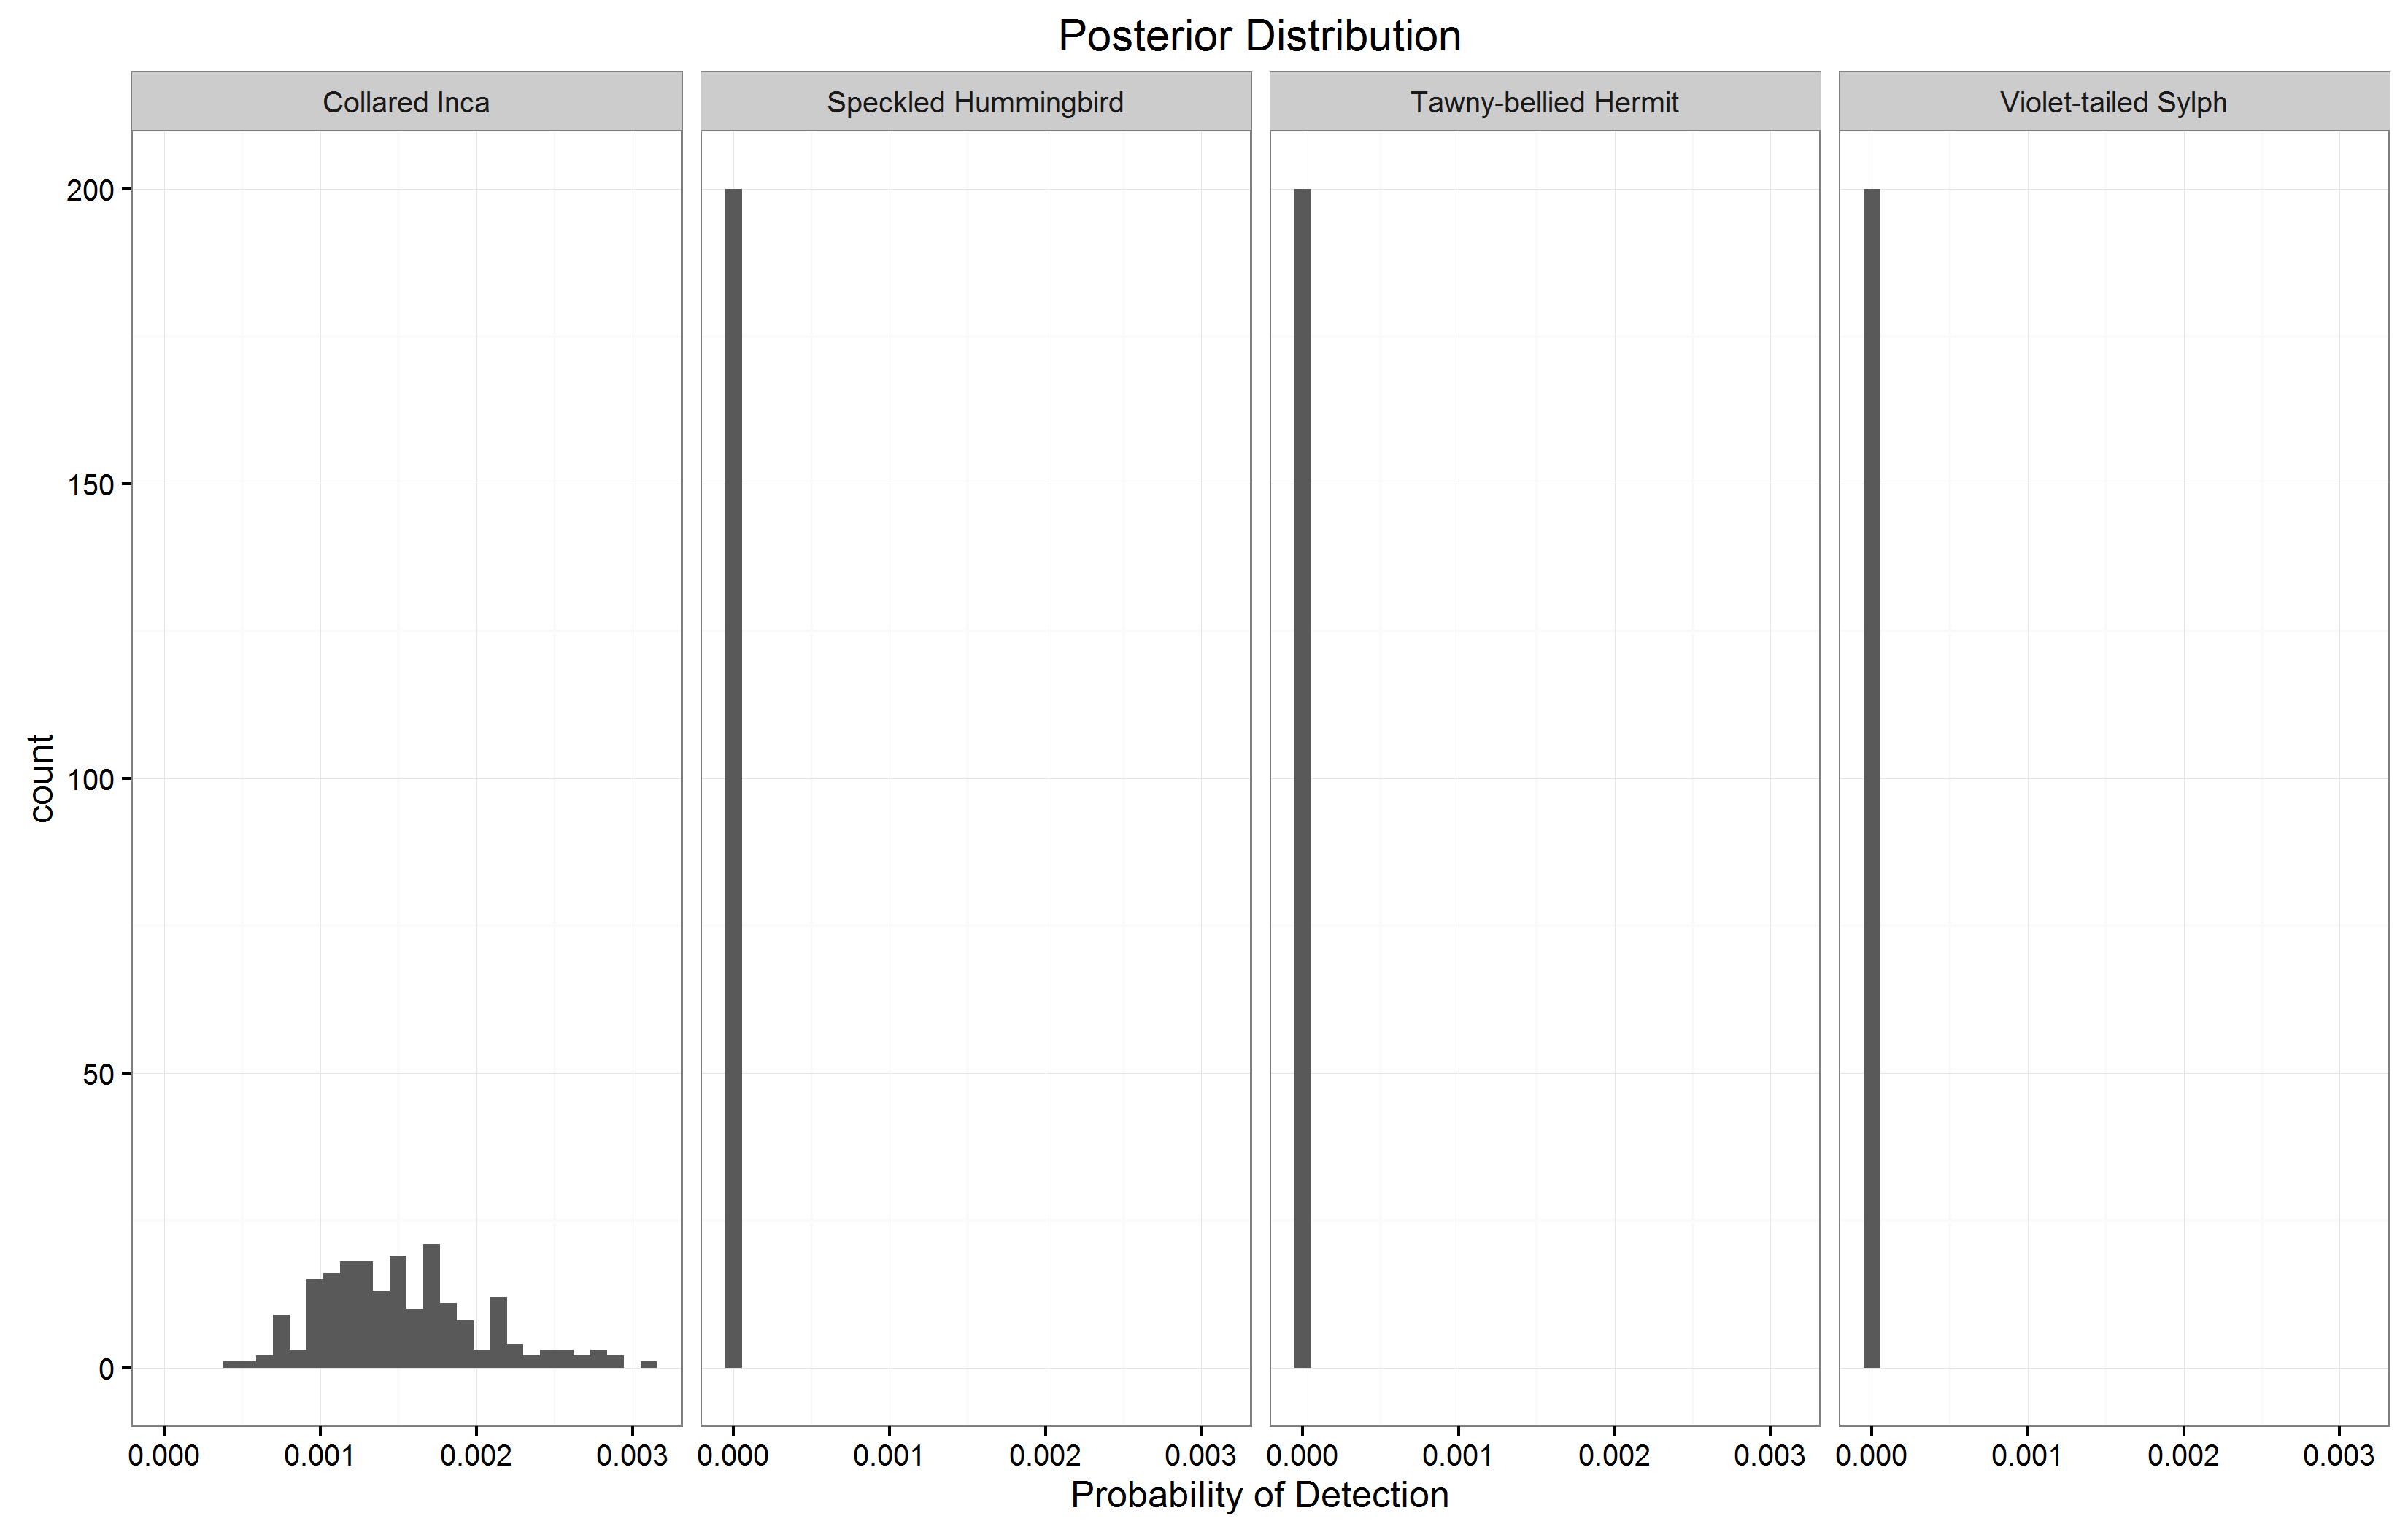 Posterior Distribution
Collared Inca Speckled Hummingbird Tawny-bellied Hermit Violet-tailed Sylph
200
150
100
50
0
count
0.000 0.001 0.002 0.003 0.000 0.001 0.002 0.003 0.000 0.001 0.002 0.003 0.000 0.001 0.002 0.003
Probability of Detection